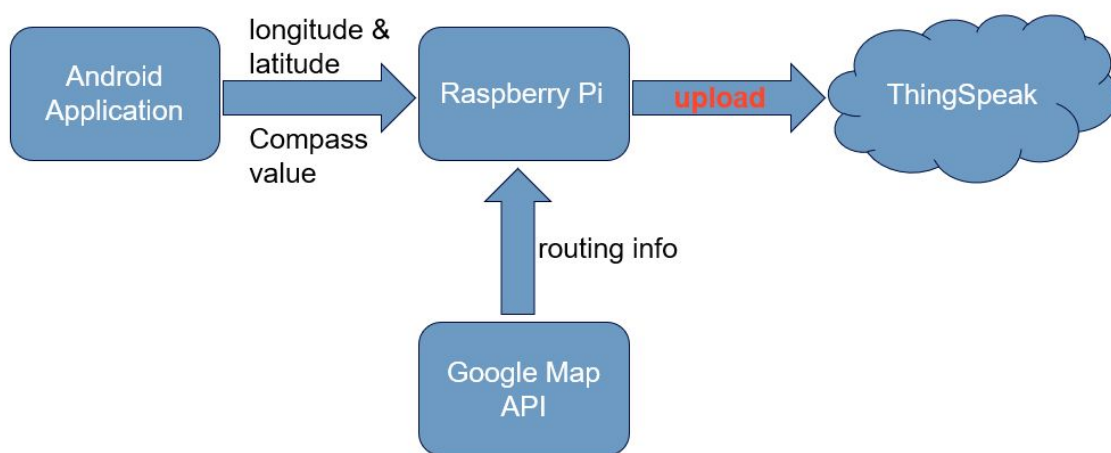 Android
Application
longitude &
latitude
Compass
value
Raspberry Pi
upload
ThingSpeak
routing info
Google Map
API